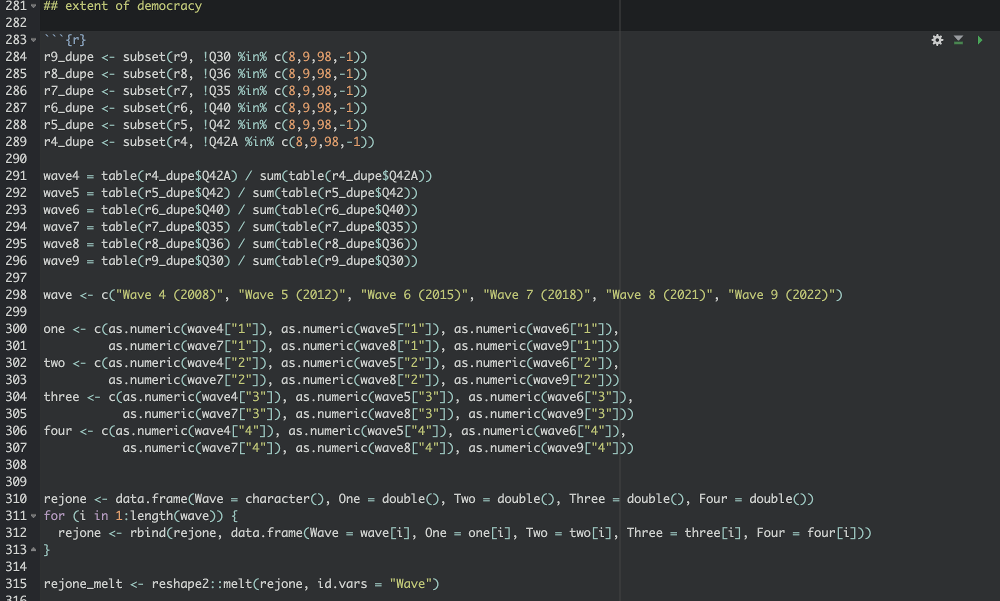 281 ## extent of democracy
282
283 ```{r}
284 r9_dupe <- subset(r9, !Q30 %in% c(8,9,98,-1))
285 r8_dupe <- subset(r8, !Q36 %in% c(8,9,98,-1))
286 r7_dupe <- subset(r7, !Q35 %in% c(8,9,98,-1))
287 r6_dupe <- subset(r6, !Q40 %in% c(8,9,98,-1))
288 r5_dupe <- subset(r5, !Q42 %in% c(8,9,98,-1))
289 r4_dupe <- subset(r4, !Q42A %in% c(8,9,98,-1))
290
291 wave4 = table(r4_dupe$Q42A) / sum(table(r4_dupe$Q42A))
292 wave5 = table(r5_dupe$Q42) / sum(table(r5_dupe$Q42))
293 wave6 = table(r6_dupe$Q40) / sum(table(r6_dupe$Q40))
294 wave7 = table(r7_dupe$Q35) / sum(table(r7_dupe$Q35))
295 wave8 = table(r8_dupe$Q36) / sum(table(r8_dupe$Q36))
296 wave9 = table(r9_dupe$Q30) / sum(table(r9_dupe$Q30))
297
298 wave <- c("Wave 4 (2008)", "Wave 5 (2012)", "Wave 6 (2015)", "Wave 7 (2018)", "Wave 8 (2021)", "Wave 9 (2022)")
299
300 one <- c(as.numeric(wave4["1"]), as.numeric(wave5["1"]), as.numeric(wave6["1"]),
301          as.numeric(wave7["1"]), as.numeric(wave8["1"]), as.numeric(wave9["1"]))
302 two <- c(as.numeric(wave4["2"]), as.numeric(wave5["2"]), as.numeric(wave6["2"]),
303          as.numeric(wave7["2"]), as.numeric(wave8["2"]), as.numeric(wave9["2"]))
304 three <- c(as.numeric(wave4["3"]), as.numeric(wave5["3"]), as.numeric(wave6["3"]),
305            as.numeric(wave7["3"]), as.numeric(wave8["3"]), as.numeric(wave9["3"]))
306 four <- c(as.numeric(wave4["4"]), as.numeric(wave5["4"]), as.numeric(wave6["4"]),
307            as.numeric(wave7["4"]), as.numeric(wave8["4"]), as.numeric(wave9["4"]))
308
309
310 rejone <- data.frame(Wave = character(), One = double(), Two = double(), Three = double(), Four = double())
311 for (i in 1:length(wave)) {
312   rejone <- rbind(rejone, data.frame(Wave = wave[i], One = one[i], Two = two[i], Three = three[i], Four = four[i]))
313 }
314
315 rejone_melt <- reshape2::melt(rejone, id.vars = "Wave")
316